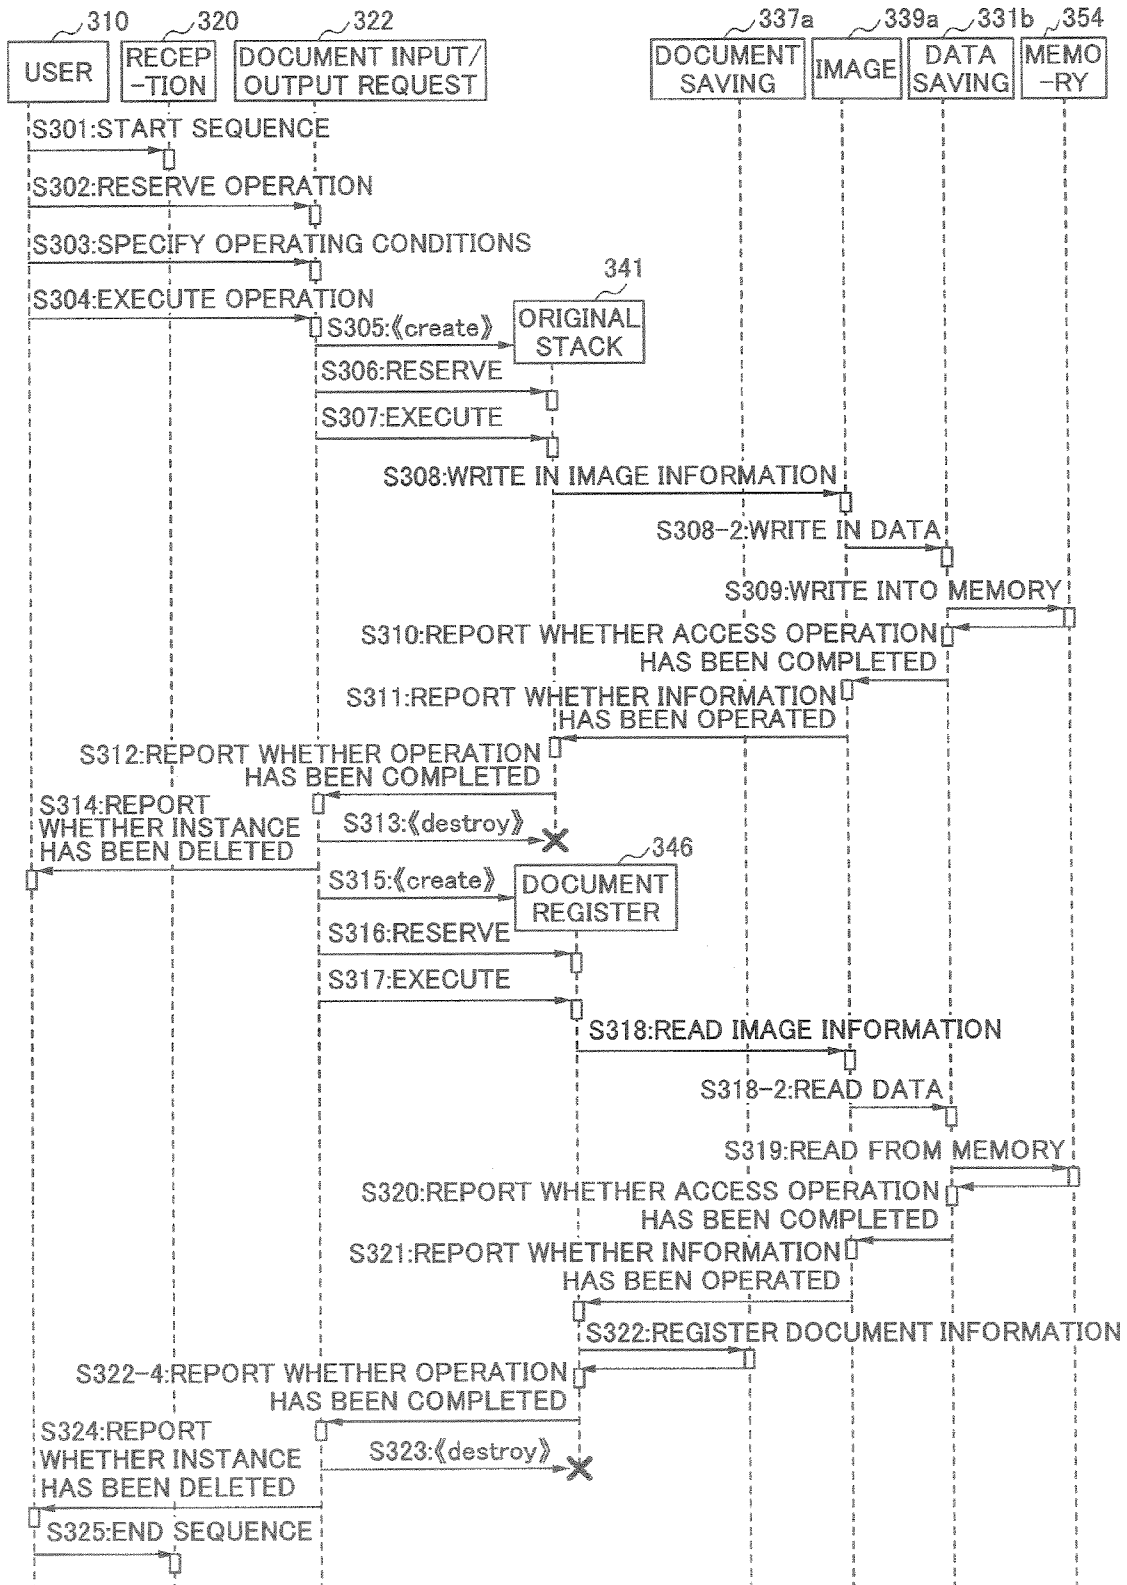 310
320
322
337a
339a
331b
354
USER
RECEP
-TION
DOCUMENT INPUT/
OUTPUT REQUEST
DOCUMENT
SAVING
IMAGE
DATA
SAVING
MEMO
-RY
S301:START SEQUENCE
S302:RESERVE OPERATION
S303:SPECIFY OPERATING CONDITIONS
341
S304:EXECUTE OPERATION
S305:《create》
ORIGINAL
STACK
S306:RESERVE
S307:EXECUTE
S308:WRITE IN IMAGE INFORMATION
S308-2:WRITE IN DATA
S309:WRITE INTO MEMORY
S310:REPORT WHETHER ACCESS OPERATION
HAS BEEN COMPLETED
S311:REPORT WHETHER INFORMATION
HAS BEEN OPERATED
S312:REPORT WHETHER OPERATION
HAS BEEN COMPLETED
S314:REPORT
WHETHER INSTANCE
HAS BEEN DELETED
S313:《destroy》
346
S315:《create》
DOCUMENT
REGISTER
S316:RESERVE
S317:EXECUTE
S318:READ IMAGE INFORMATION
S318-2:READ DATA
S319:READ FROM MEMORY
S320:REPORT WHETHER ACCESS OPERATION
HAS BEEN COMPLETED
S321:REPORT WHETHER INFORMATION
HAS BEEN OPERATED
S322:REGISTER DOCUMENT INFORMATION
S322-4:REPORT WHETHER OPERATION
HAS BEEN COMPLETED
S324:REPORT
WHETHER INSTANCE
HAS BEEN DELETED
S323:《destroy》
S325:END SEQUENCE